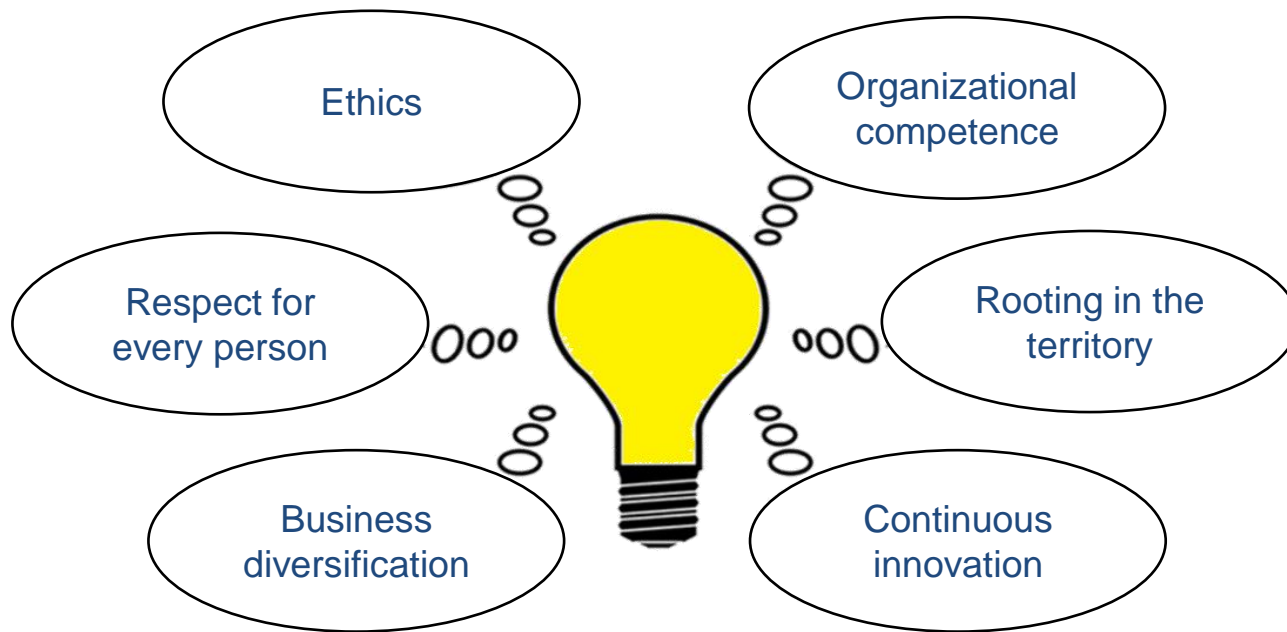 Ethics
Organizational
competence
Respect for
every person
Rooting in the
territory
Business
diversification
Continuous
innovation